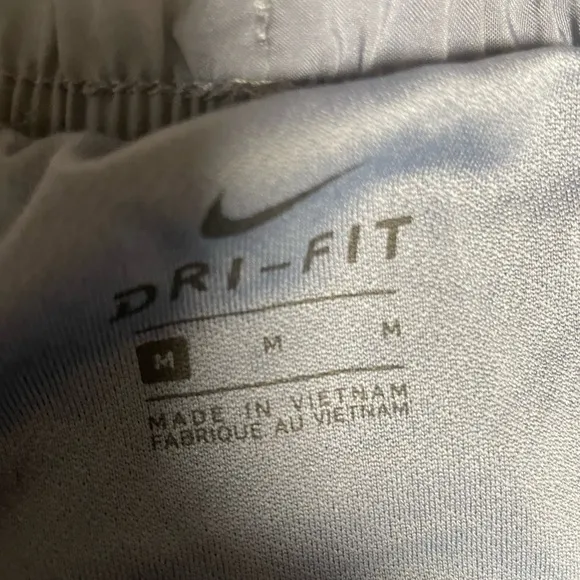 DRI-FIT
M M M
MADE IN VIETNAM
FABRIQUE AU VIETNAM